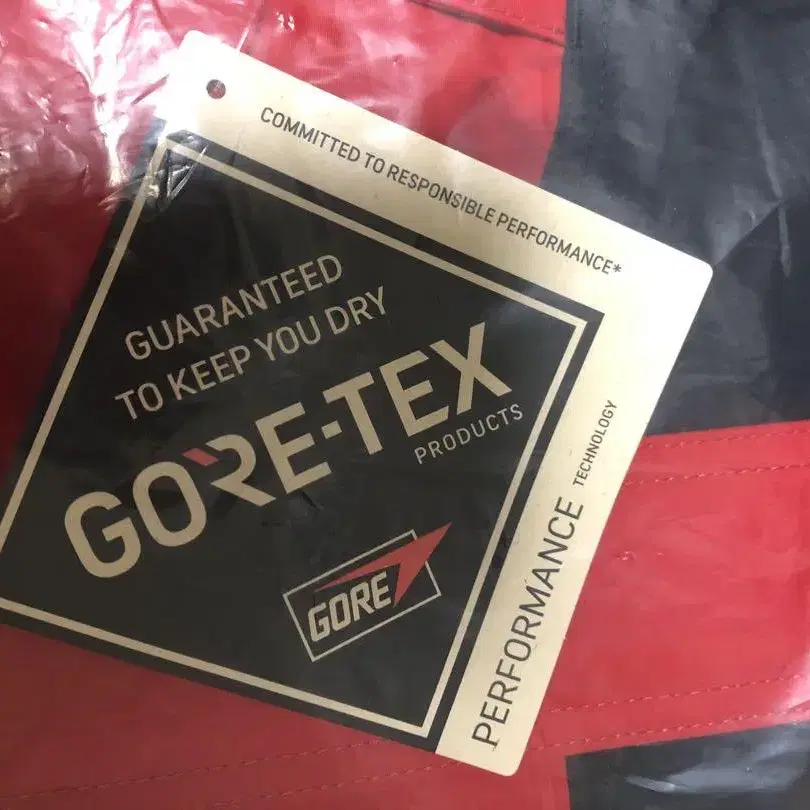 COMMITTED TO RESPONSIBLE PERFORMANCE*
GUARANTEED
TO KEEP YOU DRY
GORE-TEX
PRODUCTS
GORE
PERFORMANCE TECHNOLOGY